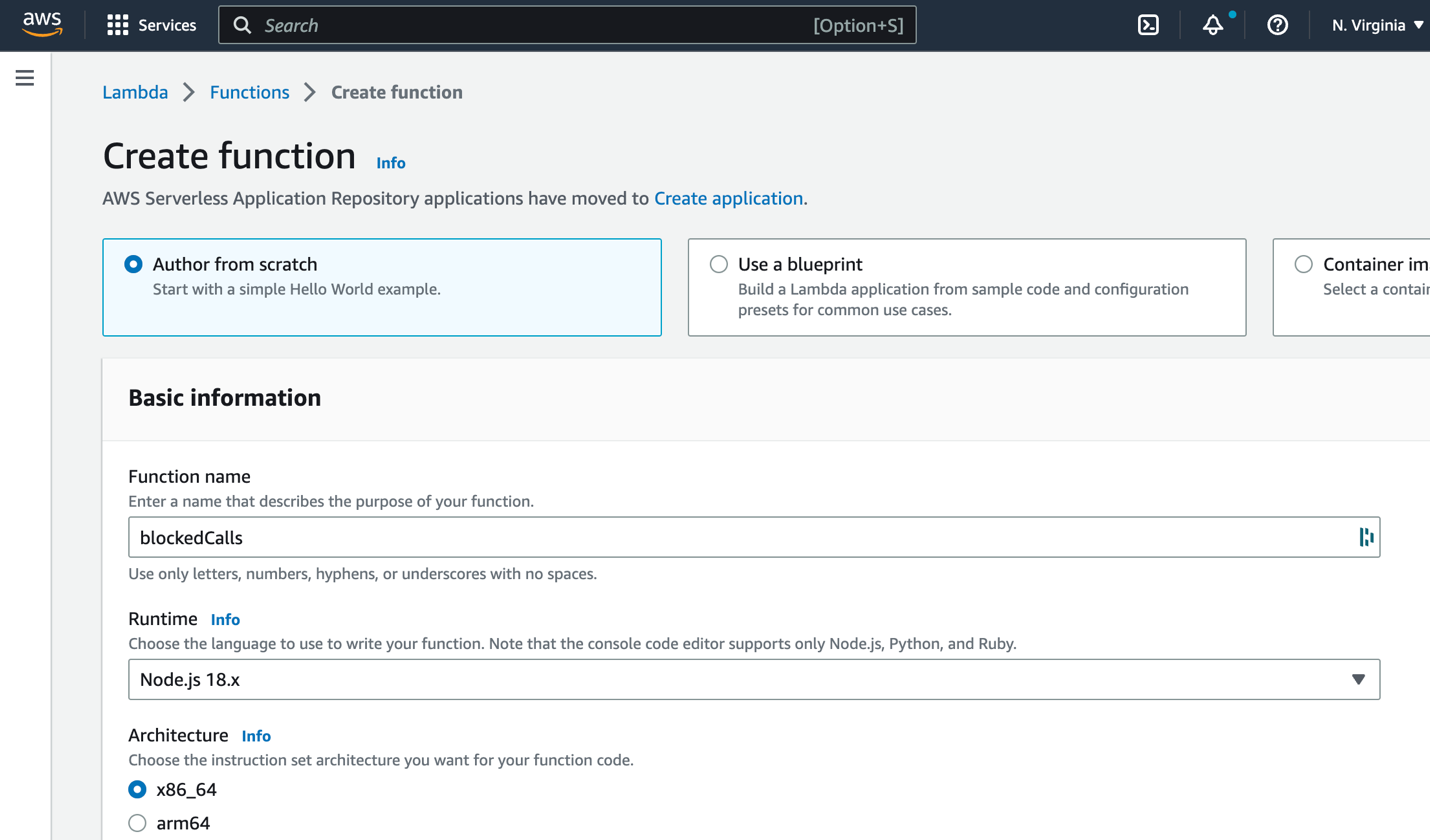 aws Services Search [Option+S] N. Virginia
Lambda Functions Create function
Create function Info
AWS Serverless Application Repository applications have moved to Create application.
Author from scratch
Start with a simple Hello World example.
Use a blueprint
Build a Lambda application from sample code and configuration
presets for common use cases.
Container im
Select a contai
Basic information
Function name
Enter a name that describes the purpose of your function.
blockedCalls
Use only letters, numbers, hyphens, or underscores with no spaces.
Runtime Info
Choose the language to use to write your function. Note that the console code editor supports only Node.js, Python, and Ruby.
Node.js 18.x
Architecture Info
Choose the instruction set architecture you want for your function code.
x86_64
arm64